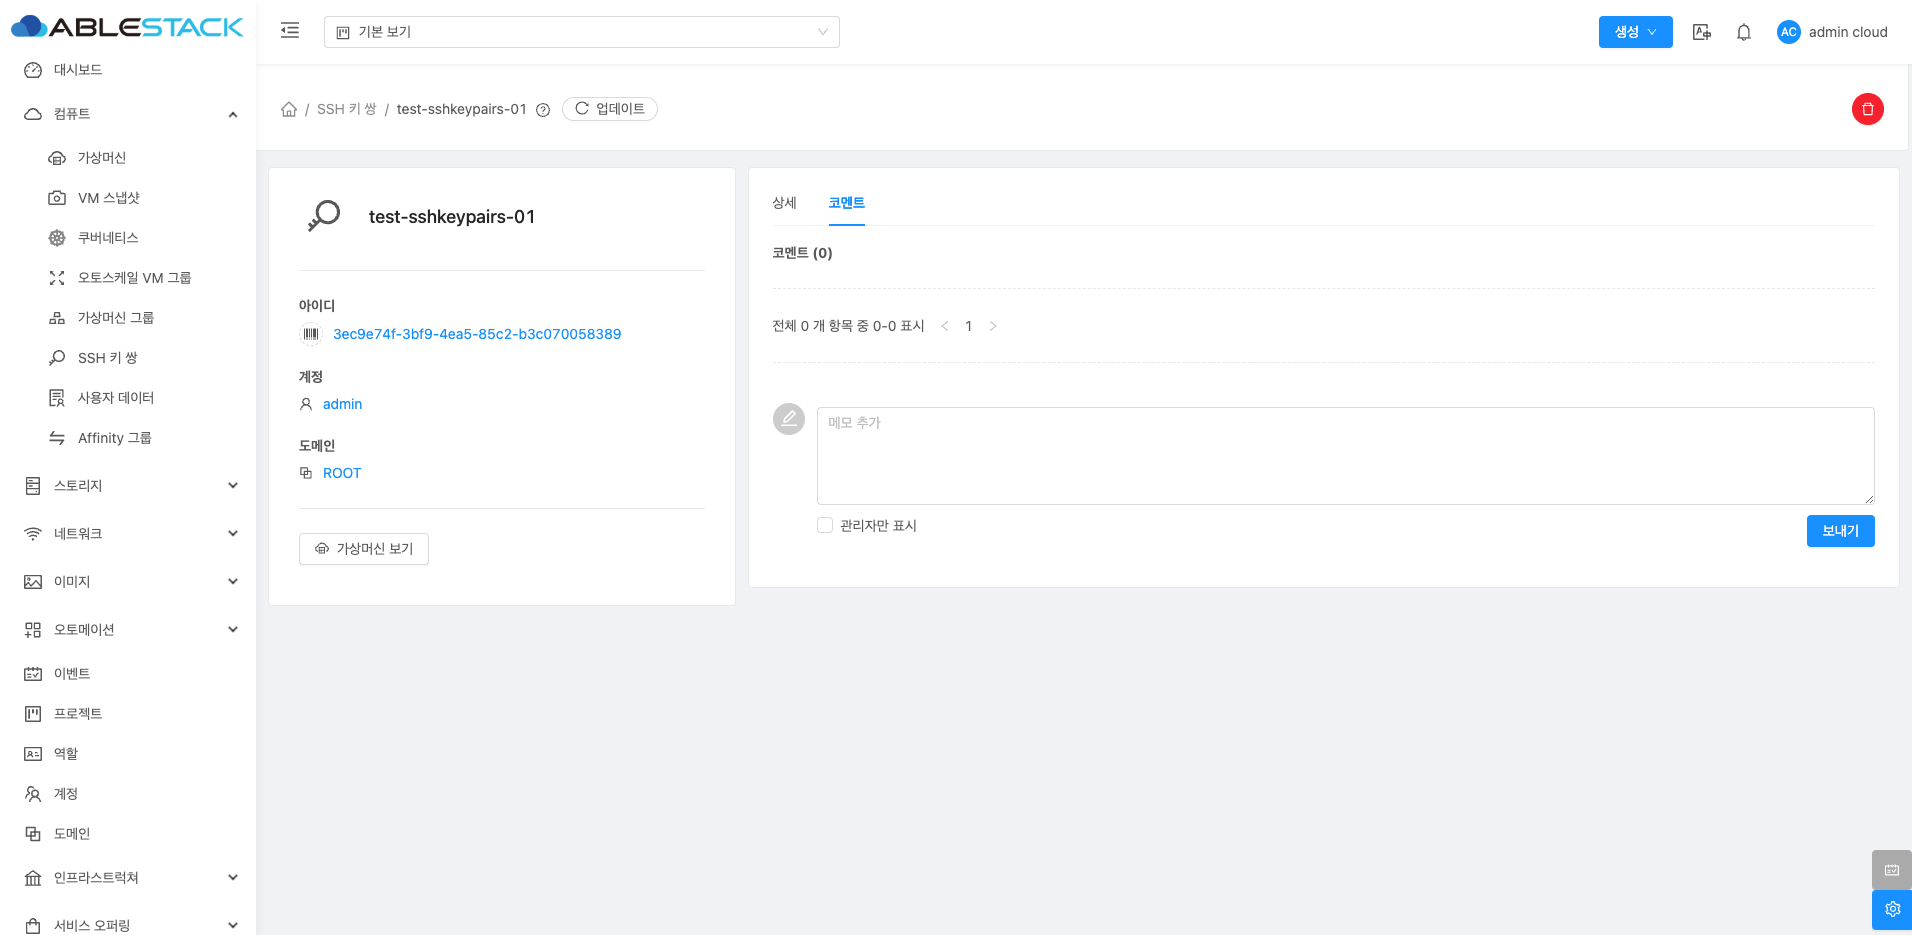 ABLESTACK
기본 보기
생성
AC
admin cloud
대시보드
컴퓨트
가상머신
VM 스냅샷
쿠버네티스
오토스케일 VM 그룹
가상머신 그룹
SSH 키 쌍
사용자 데이터
Affinity 그룹
스토리지
네트워크
이미지
오토메이션
이벤트
프로젝트
역할
계정
도메인
인프라스트럭쳐
서비스 오퍼링
/ SSH 키 쌍 / test-sshkeypairs-01 업데이트
test-sshkeypairs-01
아이디
3ec9e74f-3bf9-4ea5-85c2-b3c070058389
계정
admin
도메인
ROOT
가상머신 보기
상세 코멘트
코멘트 (0)
전체 0 개 항목 중 0-0 표시 < 1 >
메모 추가
관리자만 표시
보내기